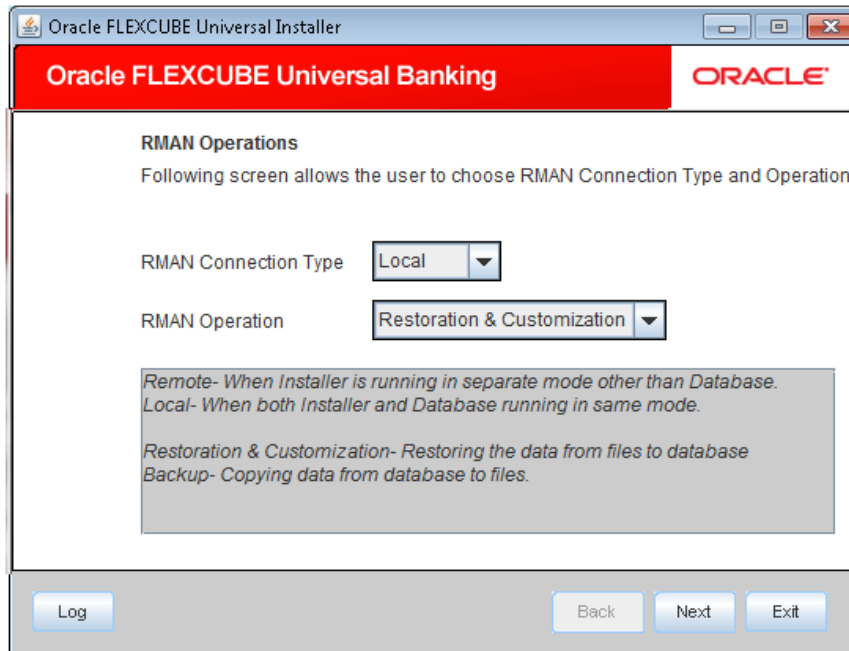 Oracle FLEXCUBE Universal Installer
Oracle FLEXCUBE Universal Banking
ORACLE
RMAN Operations
Following screen allows the user to choose RMAN Connection Type and Operation
RMAN Connection Type
Local
RMAN Operation
Restoration & Customization
Remote- When Installer is running in separate mode other than Database.
Local- When both Installer and Database running in same mode.
Restoration & Customization- Restoring the data from files to database
Backup- Copying data from database to files.
Log
Back
Next
Exit